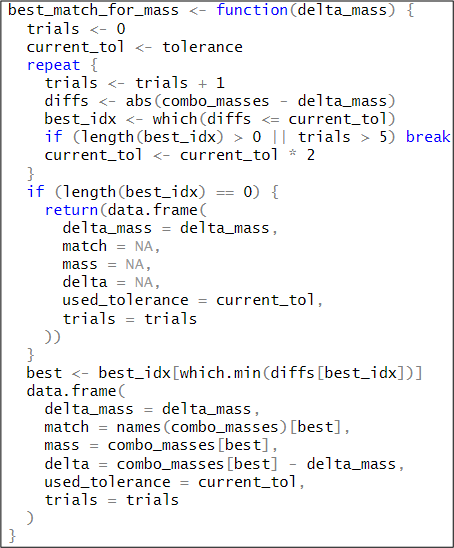 best_match_for_mass <- function(delta_mass) {
  trials <- 0
  current_tol <- tolerance
  repeat {
    trials <- trials + 1
    diffs <- abs(combo_masses - delta_mass)
    best_idx <- which(diffs <= current_tol)
    if (length(best_idx) > 0 || trials > 5) break
    current_tol <- current_tol * 2
  }
  if (length(best_idx) == 0) {
    return(data.frame(
      delta_mass = delta_mass,
      match = NA,
      mass = NA,
      delta = NA,
      used_tolerance = current_tol,
      trials = trials
    ))
  }
  best <- best_idx[which.min(diffs[best_idx])]
  data.frame(
    delta_mass = delta_mass,
    match = names(combo_masses)[best],
    mass = combo_masses[best],
    delta = combo_masses[best] - delta_mass,
    used_tolerance = current_tol,
    trials = trials
  )
}